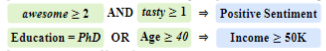 awesome ≥ 2 AND tasty ≥ 1 ⇒ Positive Sentiment
Education = PhD OR Age ≥ 40 ⇒ Income ≥ 50K